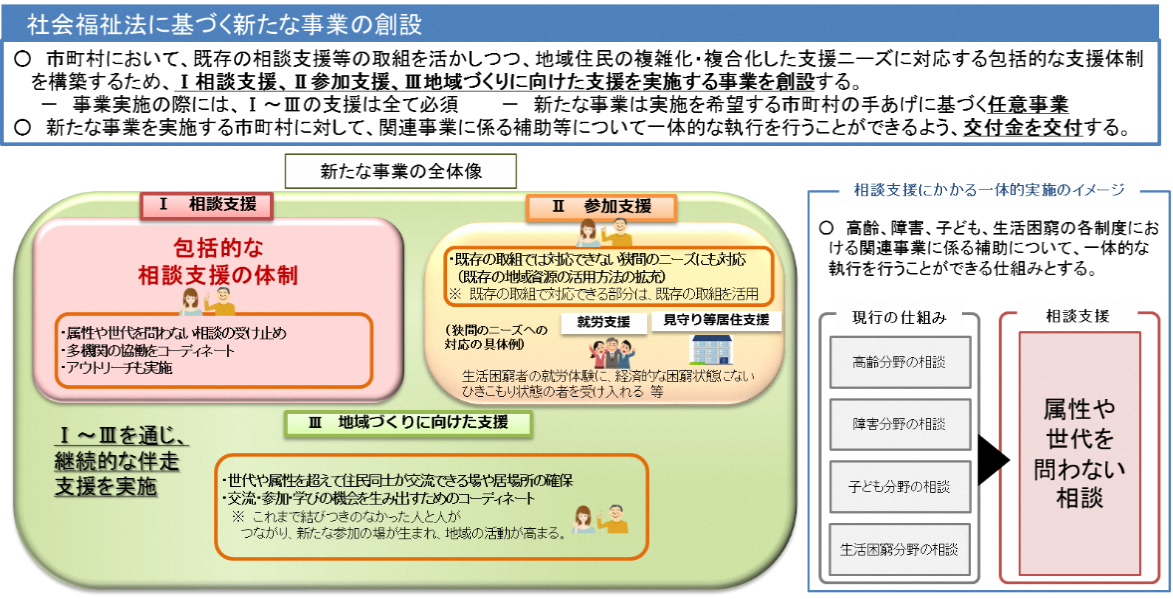 社会福祉法に基づく新たな事業の創設
○ 市町村において、既存の相談支援等の取組を活かしつつ、地域住民の複雑化・複合化した支援ニーズに対応する包括的な支援体制
を構築するため、Ⅰ相談支援、Ⅱ参加支援、Ⅲ地域づくりに向けた支援を実施する事業を創設する。
－ 事業実施の際には、Ⅰ～Ⅲの支援は全て必須 － 新たな事業は実施を希望する市町村の手あげに基づく任意事業
○ 新たな事業を実施する市町村に対して、関連事業に係る補助等について一体的な執行を行うことができるよう、交付金を交付する。
新たな事業の全体像
Ⅰ 相談支援
包括的な
相談支援の体制
・属性や世代を問わない相談の受け止め
・多機関の協働をコーディネート
・アウトリーチも実施
Ⅱ 参加支援
・既存の取組では対応できない狭間のニーズにも対応
（既存の地域資源の活用方法の拡充）
※ 既存の取組で対応できる部分は、既存の取組を活用
（狭間のニーズへの
対応の具体例）
就労支援
見守り等居住支援
生活困窮者の就労体験に、経済的な困窮状態にない
ひきこもり状態の者を受け入れる 等
Ⅲ 地域づくりに向けた支援
Ⅰ～Ⅲを通じ、
継続的な伴走
支援を実施
・世代や属性を超えて住民同士が交流できる場や居場所の確保
・交流・参加・学びの機会を生み出すためのコーディネート
※ これまで結びつきのなかった人と人が
つながり、新たな参加の場が生まれ、地域の活動が高まる。
相談支援にかかる一体的実施のイメージ
○ 高齢、障害、子ども、生活困窮の各制度にお
ける関連事業に係る補助について、一体的な
執行を行うことができる仕組みとする。
現行の仕組み
高齢分野の相談
障害分野の相談
子ども分野の相談
生活困窮分野の相談
相談支援
属性や
世代を
問わない
相談